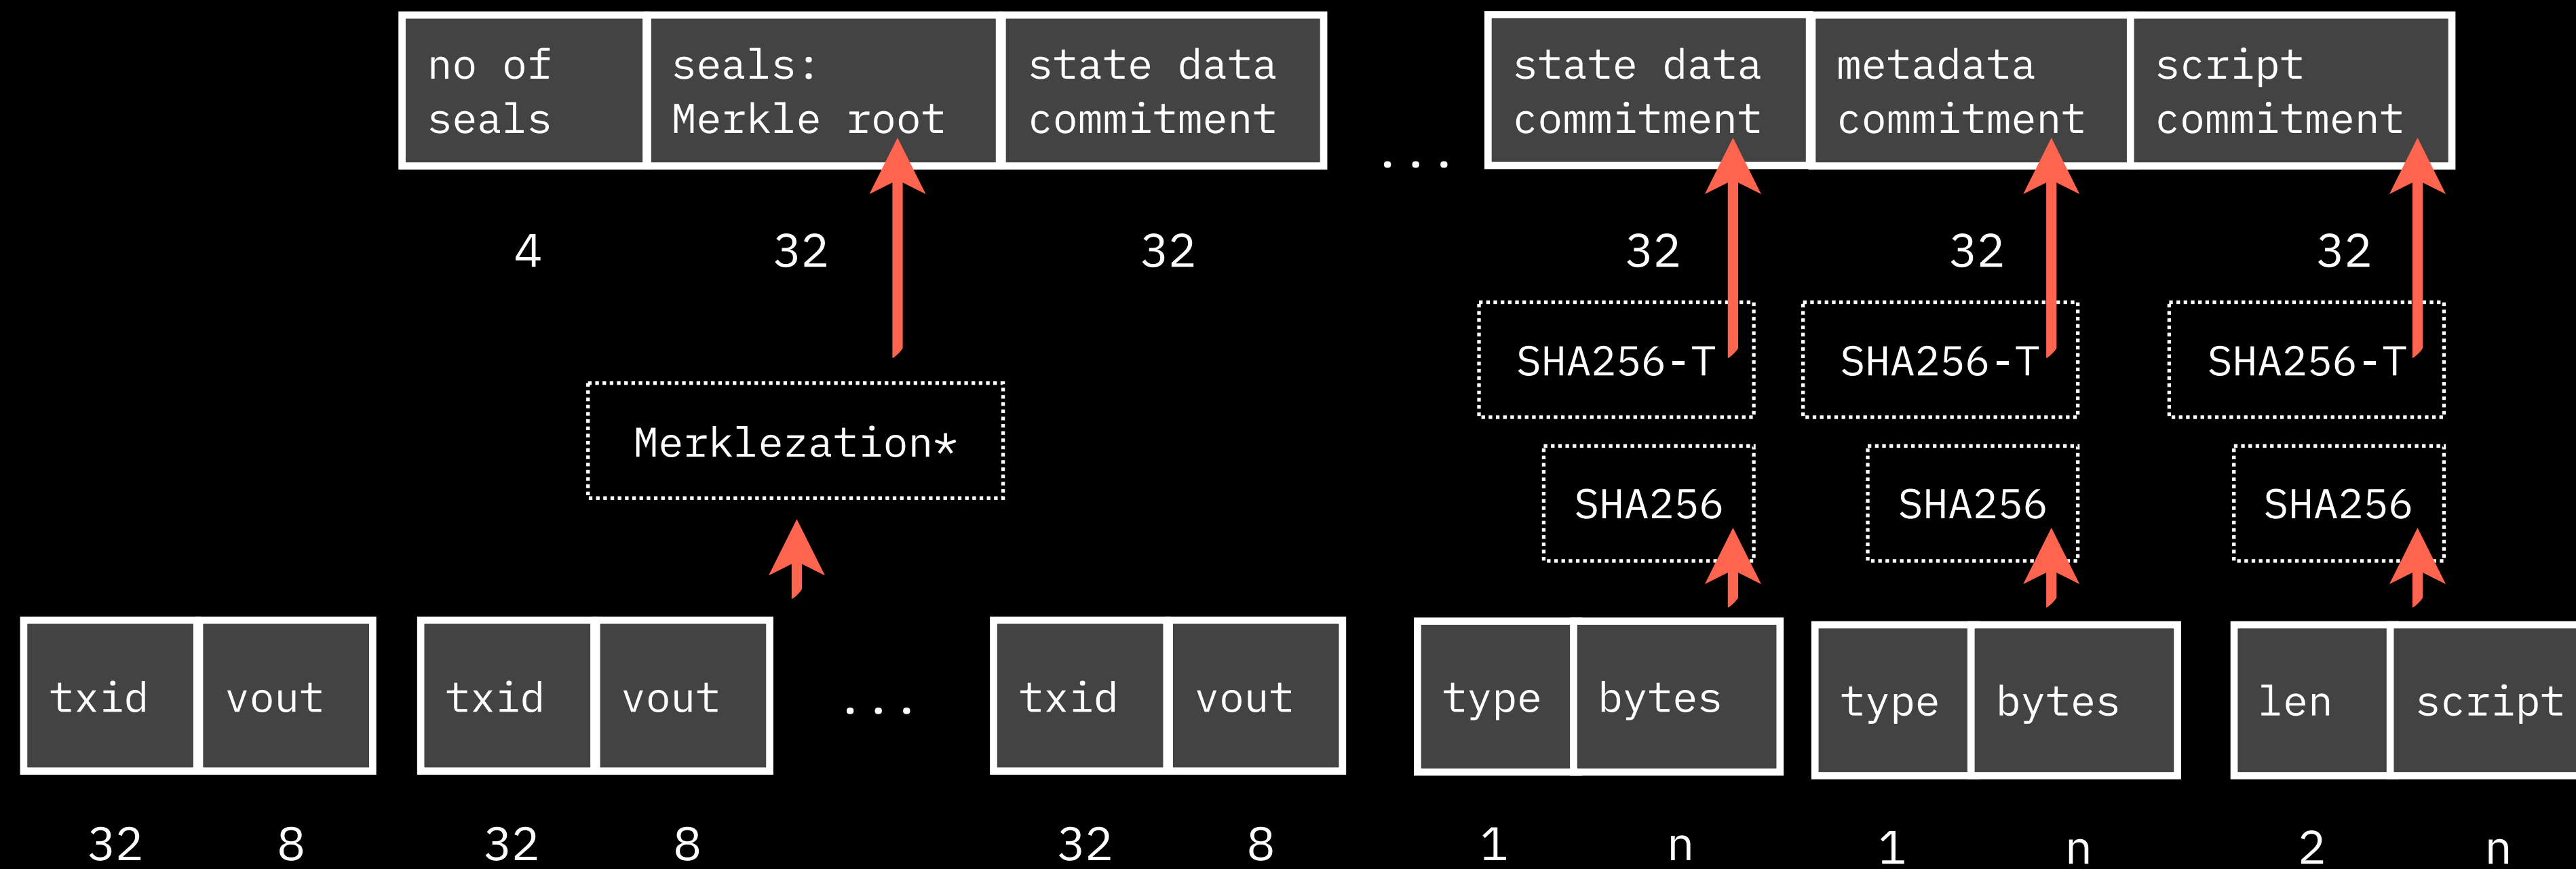 no of
seals
seals:
Merkle root
state data
commitment
...
state data
commitment
metadata
commitment
script
commitment
4 32 32 32 32 32
SHA256-T SHA256-T SHA256-T
Merklezation*
SHA256 SHA256 SHA256
txid vout txid vout ... txid vout type bytes type bytes len script
32 8 32 8 32 8 1 n 1 n 2 n